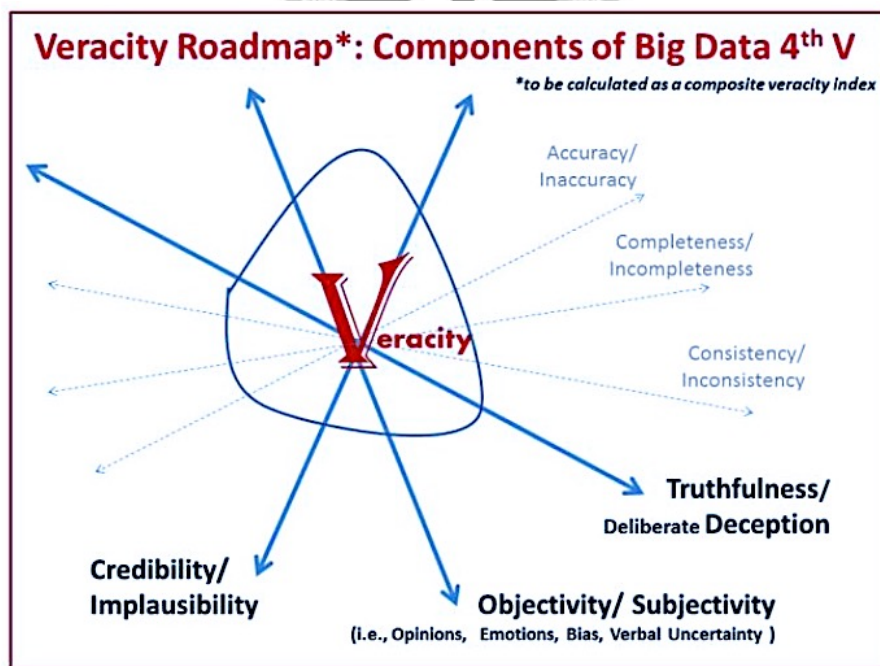 Veracity Roadmap*: Components of Big Data 4th V
*to be calculated as a composite veracity index
Accuracy/
Inaccuracy
Completeness/
Incompleteness
Veracity
Consistency/
Inconsistency
Truthfulness/
Deliberate Deception
Credibility/
Implausibility
Objectivity/ Subjectivity
(i.e., Opinions, Emotions, Bias, Verbal Uncertainty )